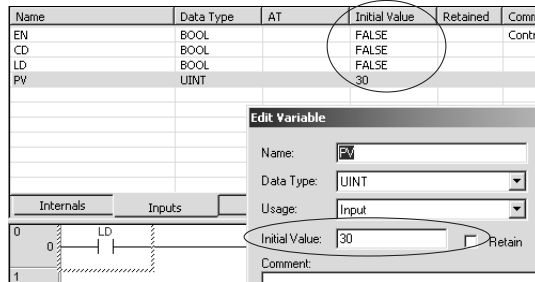 Name Data Type AT Initial Value Retained Comm
EN BOOL FALSE Contr
CD BOOL FALSE
LD BOOL FALSE
PV UINT 30
Edit Variable
Name: PV
Data Type: UINT
Internals Inputs
Usage: Input
0 0 LD
Initial Value: 30 Retain
Comment:
1